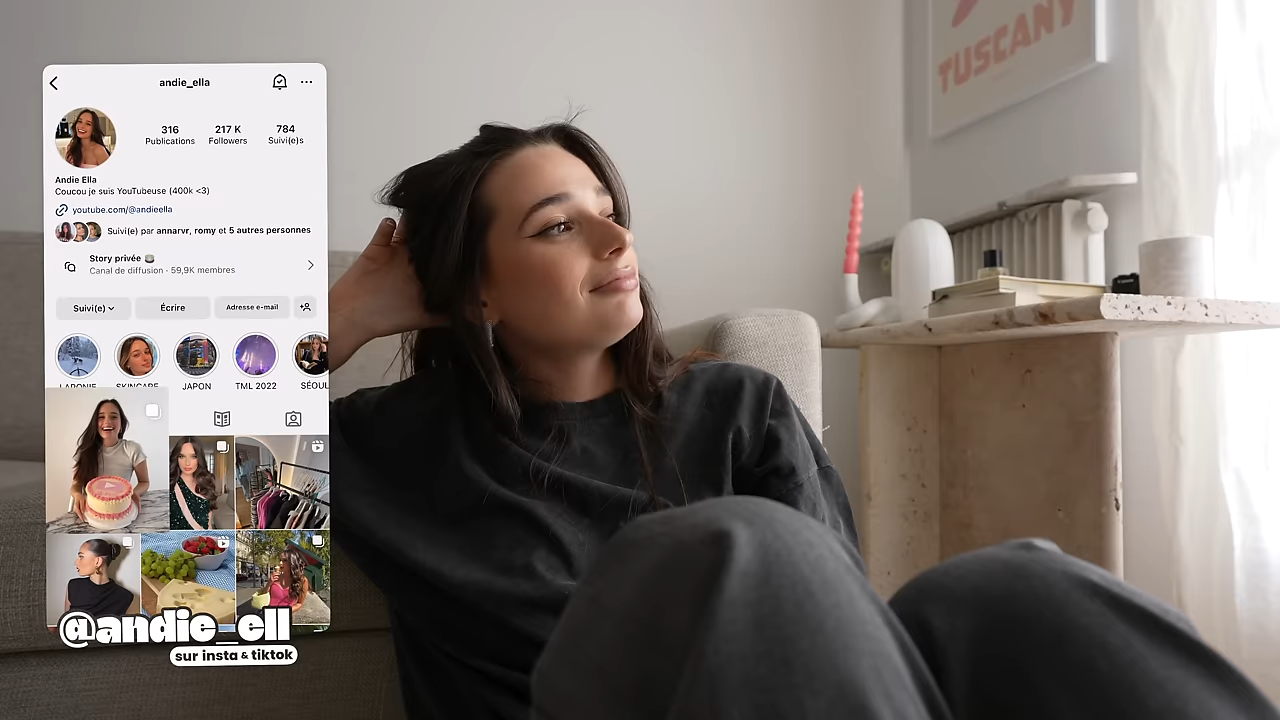 TUSCANY
andie_ella
316
217 K
784
Publications
Followers
Suivi(e)s
Andie Ella
Coucou je suis YouTubeuse (400k <3)
youtube.com/@andieella
Suivi(e) par annarvr, romy et 5 autres personnes
Story privée
Canal de diffusion · 59,9K membres
Suivi(e)
Écrire
Adresse e-mail
LAPONIE
SKINCARE
JAPON
TML 2022
SÉOUL
@andie_ell
sur insta & tiktok